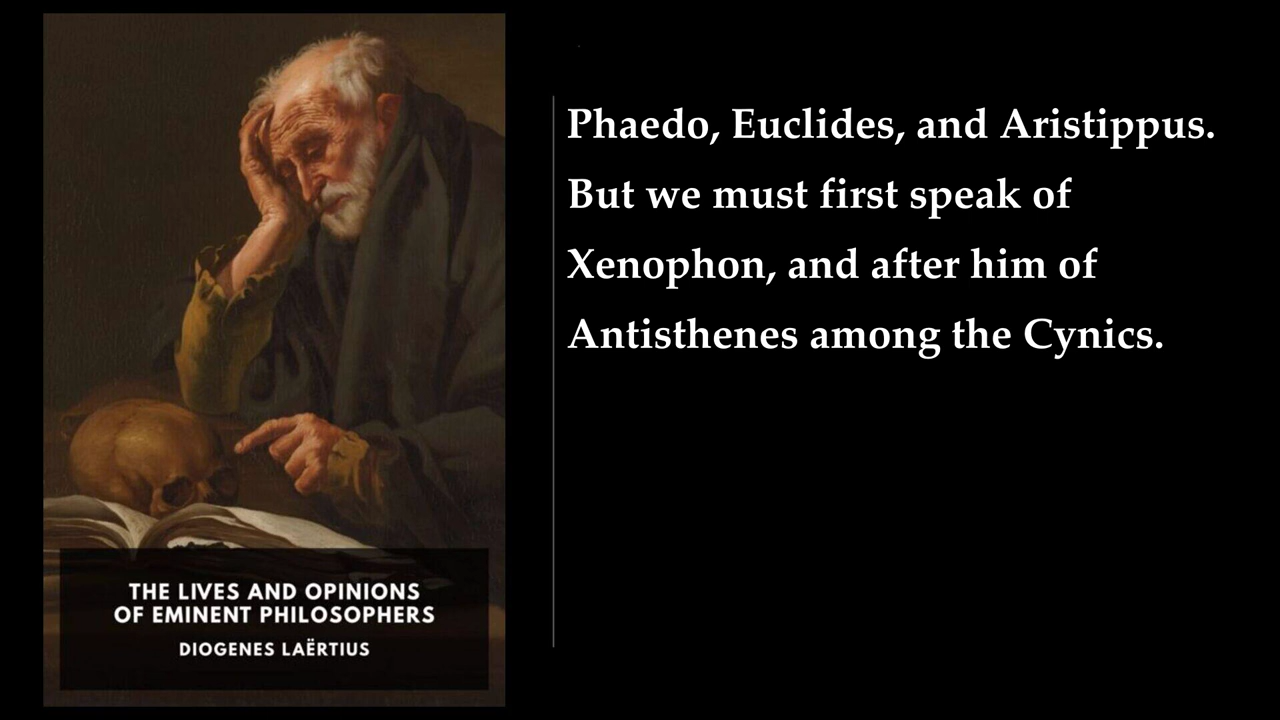 THE LIVES AND OPINIONS
OF EMINENT PHILOSOPHERS
DIOGENES LAËRTIUS
Phaedo, Euclides, and Aristippus.
But we must first speak of
Xenophon, and after him of
Antisthenes among the Cynics.